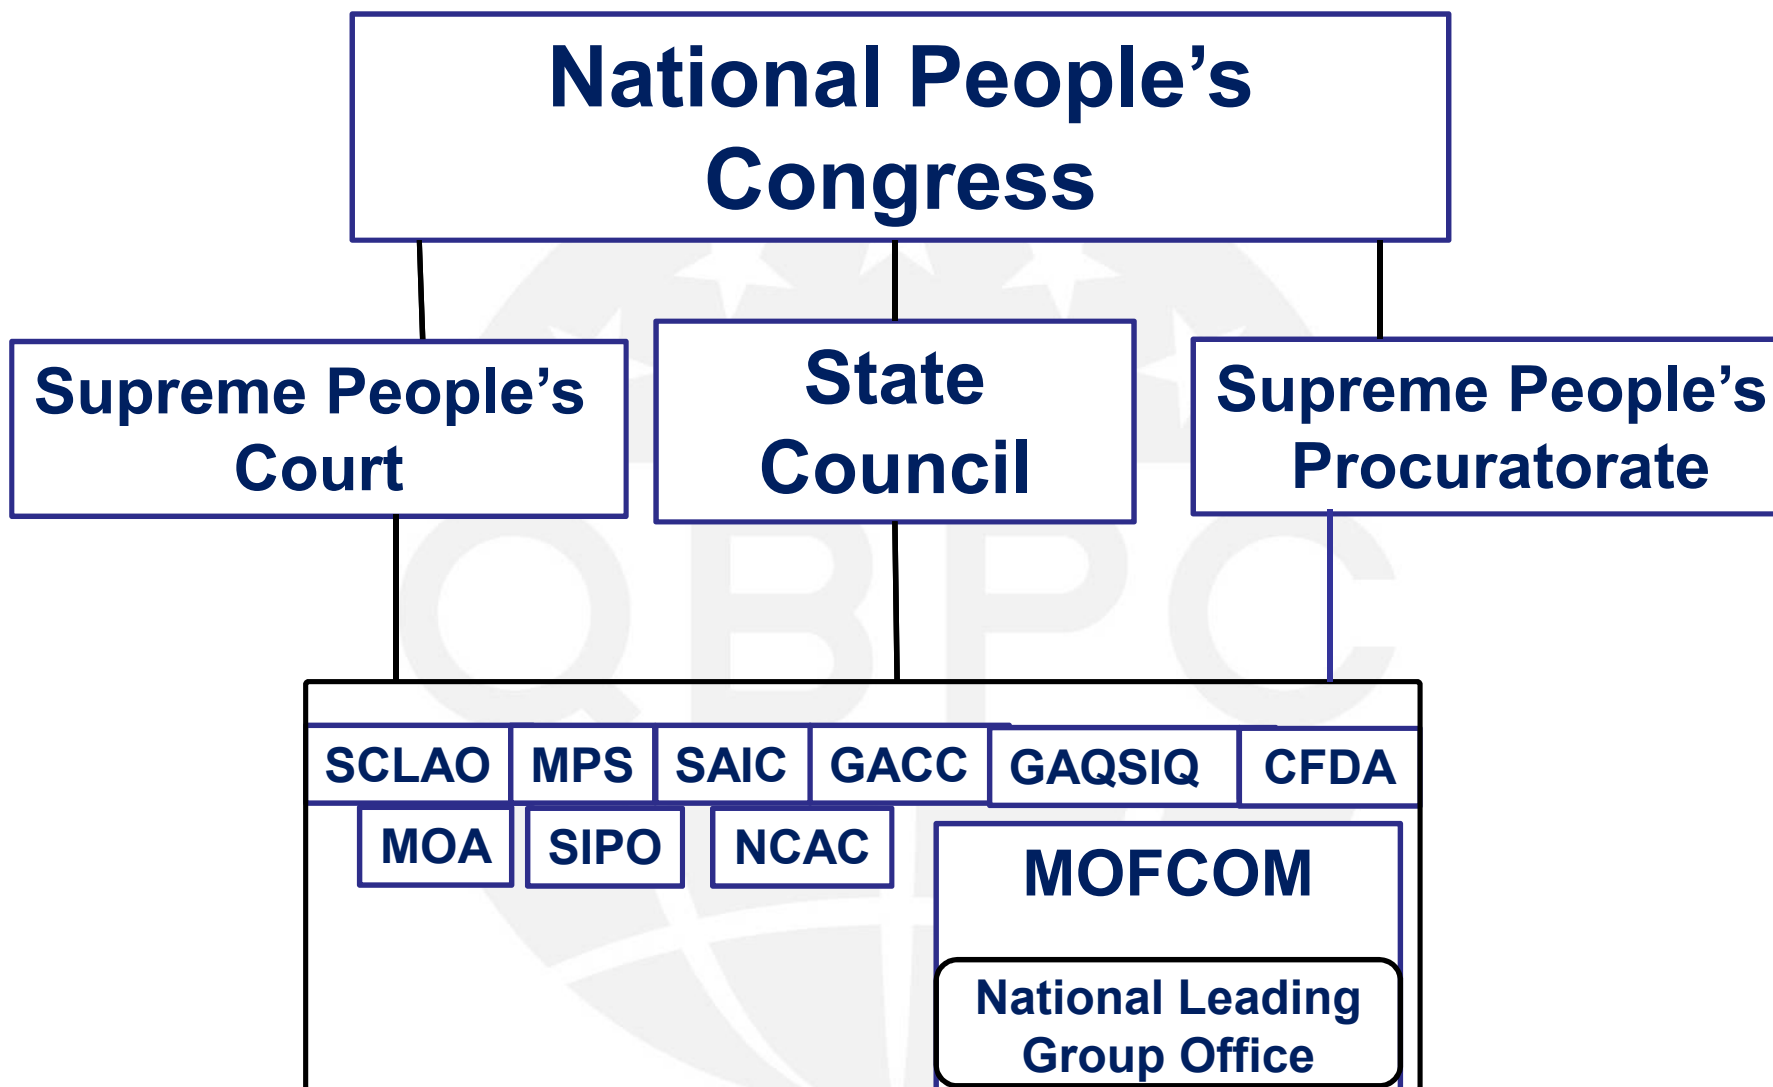 National People’s
Congress
Supreme People’s
Court
State
Council
Supreme People’s
Procuratorate
QBPC
SCLAO MPS SAIC GACC GAQSIQ CFDA
MOA SIPO NCAC
MOFCOM
National Leading
Group Office